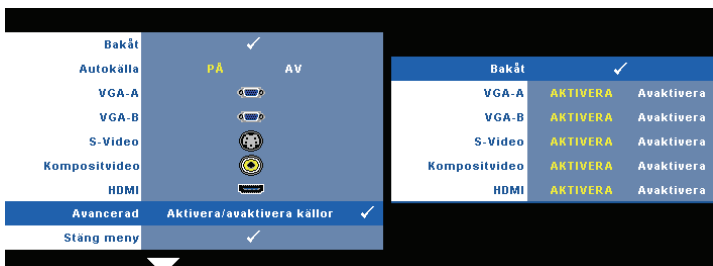 Bakåt
Autokälla PÅ AV
VGA-A
VGA-B
S-Video
Kompositvideo
HDMI
Avancerad Aktivera/avaktivera källor
Stäng meny
Bakåt
VGA-A AKTIVERA Avaktivera
VGA-B AKTIVERA Avaktivera
S-Video AKTIVERA Avaktivera
Kompositvideo AKTIVERA Avaktivera
HDMI AKTIVERA Avaktivera